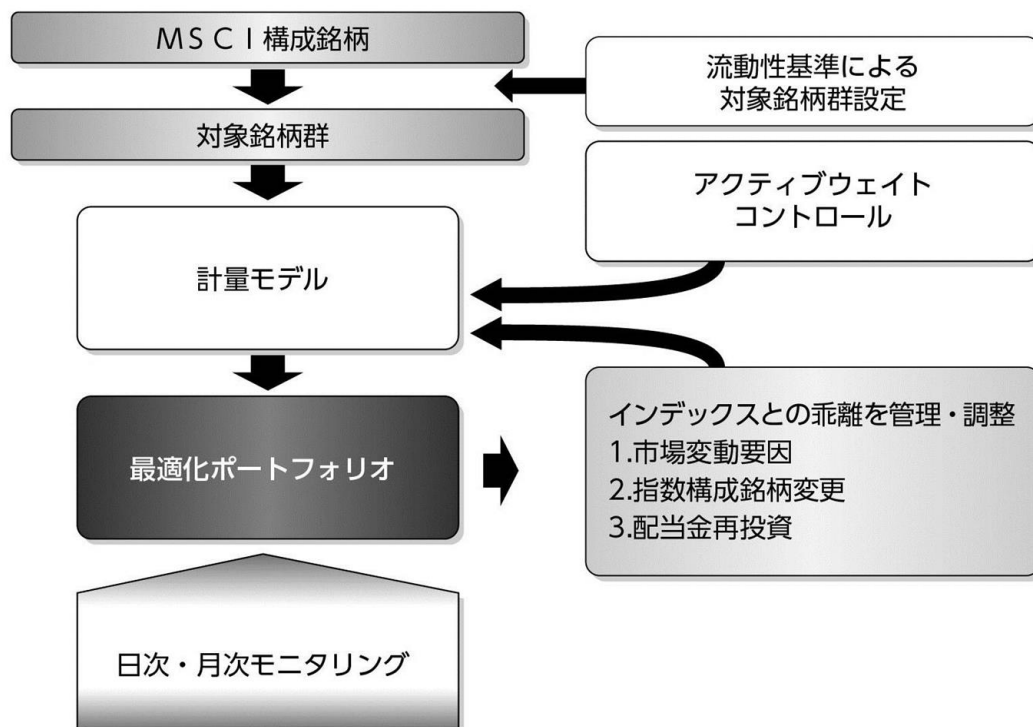 ＭＳＣＩ構成銘柄
流動性基準による
対象銘柄群設定
対象銘柄群
アクティブウェイト
コントロール
計量モデル
最適化ポートフォリオ
インデックスとの乖離を管理・調整
1.市場変動要因
2.指数構成銘柄変更
3.配当金再投資
日次・月次モニタリング